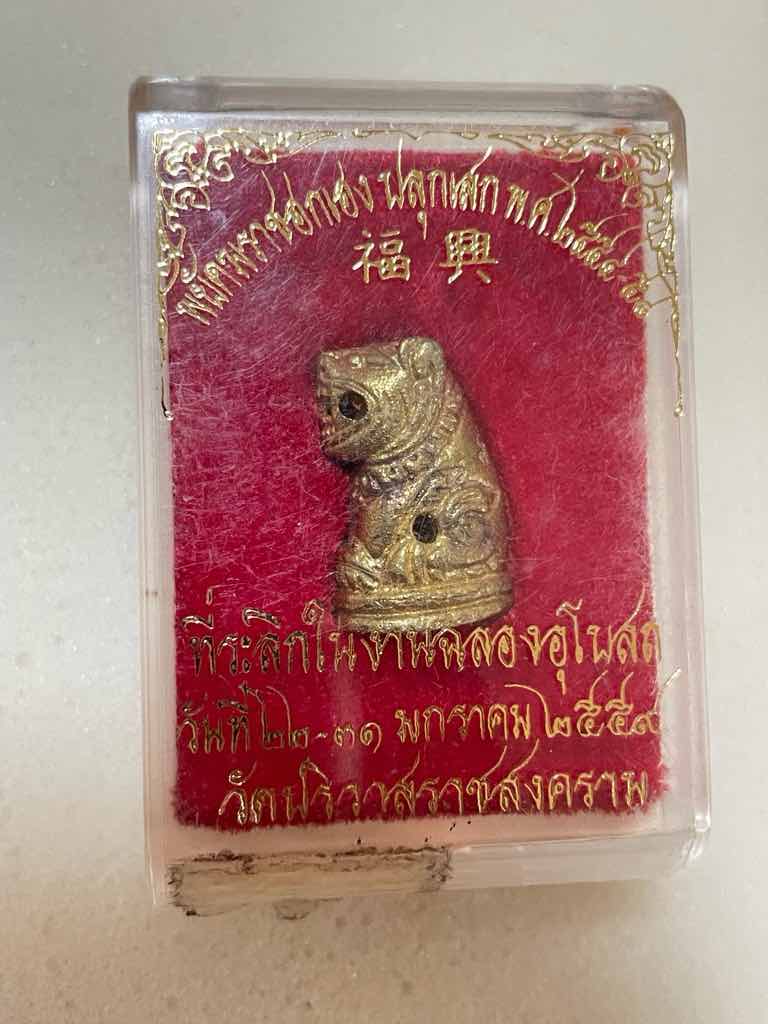 พยัคฆราชฮกเฮง ปลุกเสก พ.ศ.
福興
ที่ระลึกในงานฉลองอุโบสถ
วันที่ ๒๒-๓๑ มกราคม ๒๕๕๙
วัดปริวาสราชสงคราม